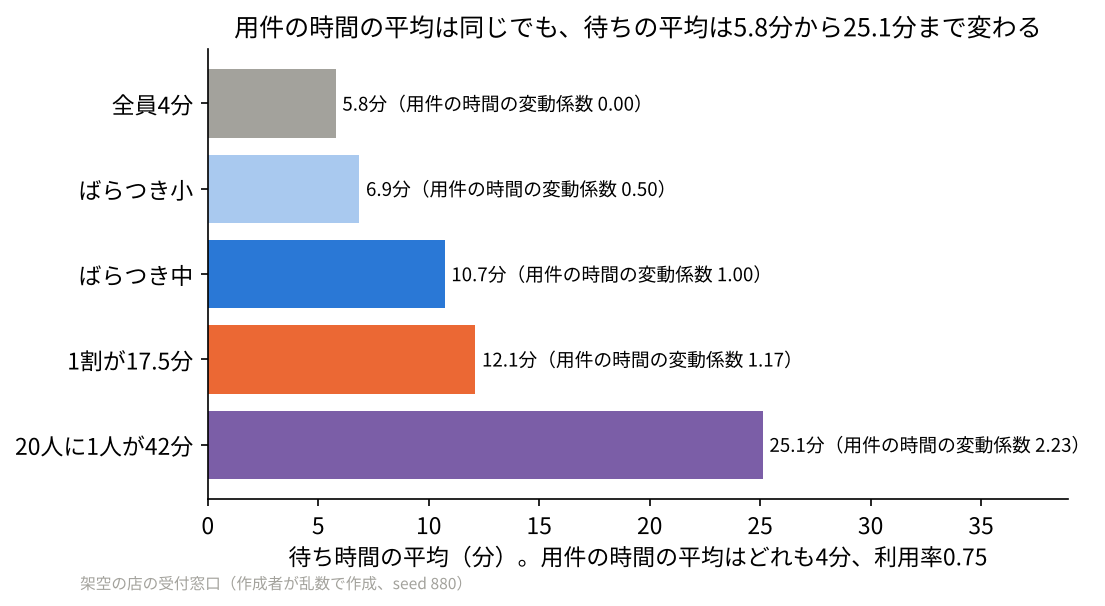 用件の時間の平均は同じでも、待ちの平均は5.8分から25.1分まで変わる
全員4分
5.8分（用件の時間の変動係数 0.00）
ばらつき小
6.9分（用件の時間の変動係数 0.50）
ばらつき中
10.7分（用件の時間の変動係数 1.00）
1割が17.5分
12.1分（用件の時間の変動係数 1.17）
20人に1人が42分
25.1分（用件の時間の変動係数 2.23）
0 5 10 15 20 25 30 35
待ち時間の平均（分）。用件の時間の平均はどれも4分、利用率0.75
架空の店の受付窓口（作成者が乱数で作成、seed 880）